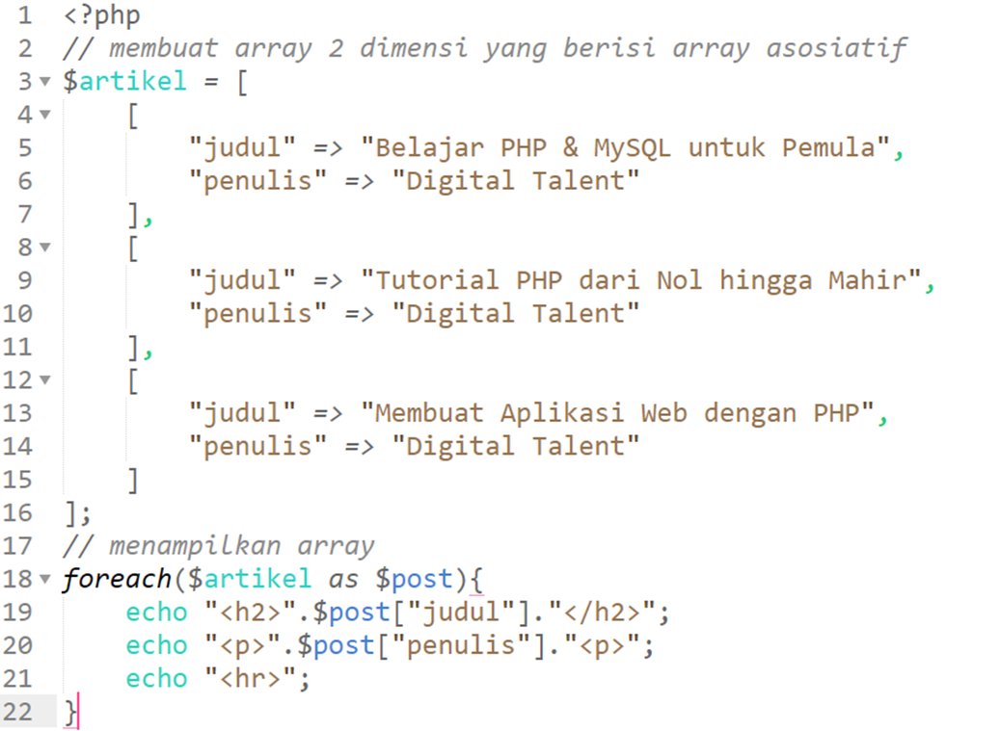 1 <?php
2 // membuat array 2 dimensi yang berisi array asosiatif
3 $artikel = [
4 [
5 "judul" => "Belajar PHP & MySQL untuk Pemula",
6 "penulis" => "Digital Talent"
7 ],
8 [
9 "judul" => "Tutorial PHP dari Nol hingga Mahir",
10 "penulis" => "Digital Talent"
11 ],
12 [
13 "judul" => "Membuat Aplikasi Web dengan PHP",
14 "penulis" => "Digital Talent"
15 ]
16 ];
17 // menampilkan array
18 foreach($artikel as $post){
19 echo "<h2>".$post["judul"]."</h2>";
20 echo "<p>".$post["penulis"]."<p>";
21 echo "<hr>";
22 }